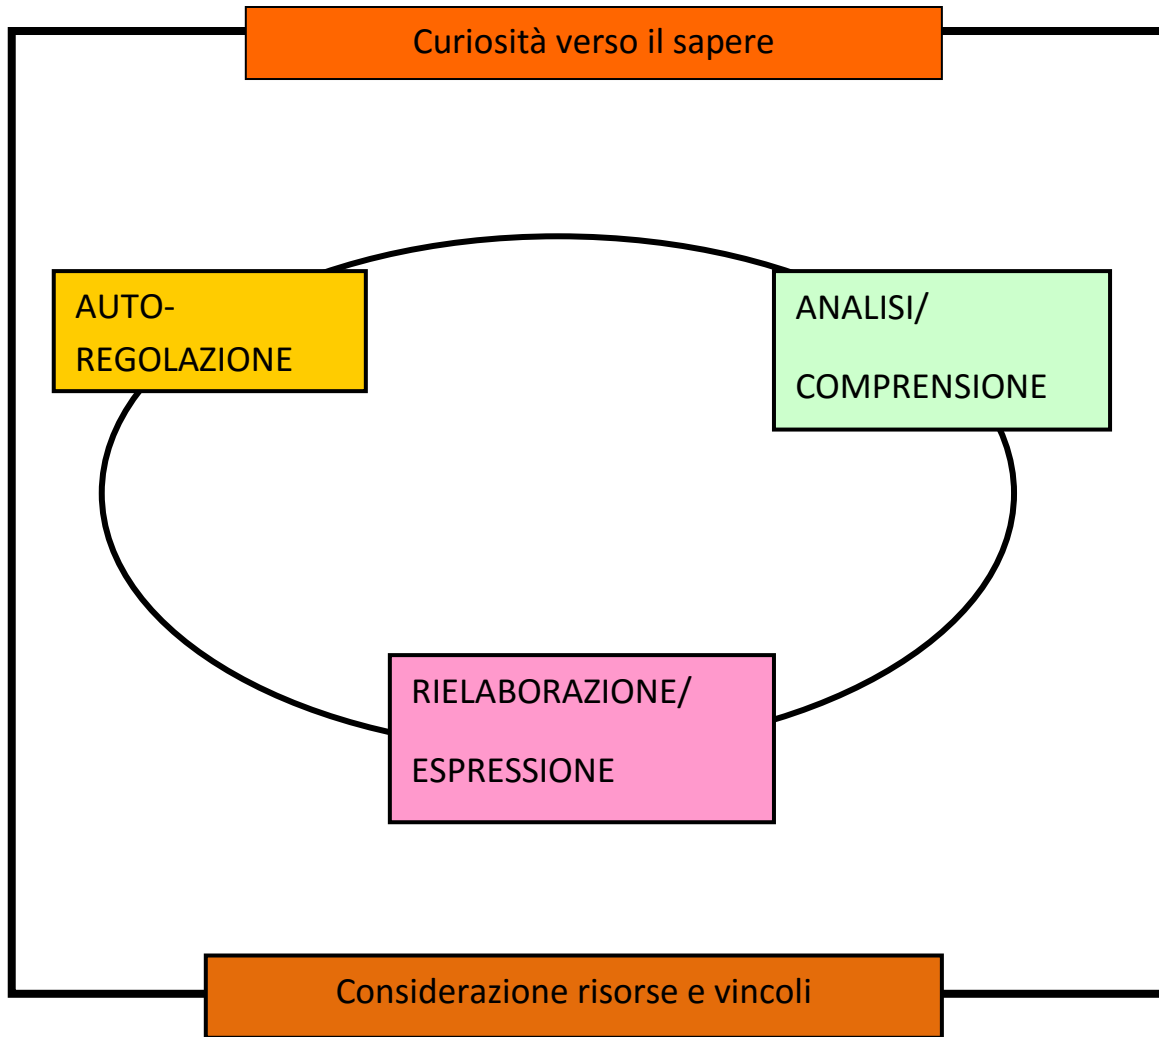 Curiosità verso il sapere
AUTO-
REGOLAZIONE
ANALISI/
COMPRENSIONE
RIELABORAZIONE/
ESPRESSIONE
Considerazione risorse e vincoli